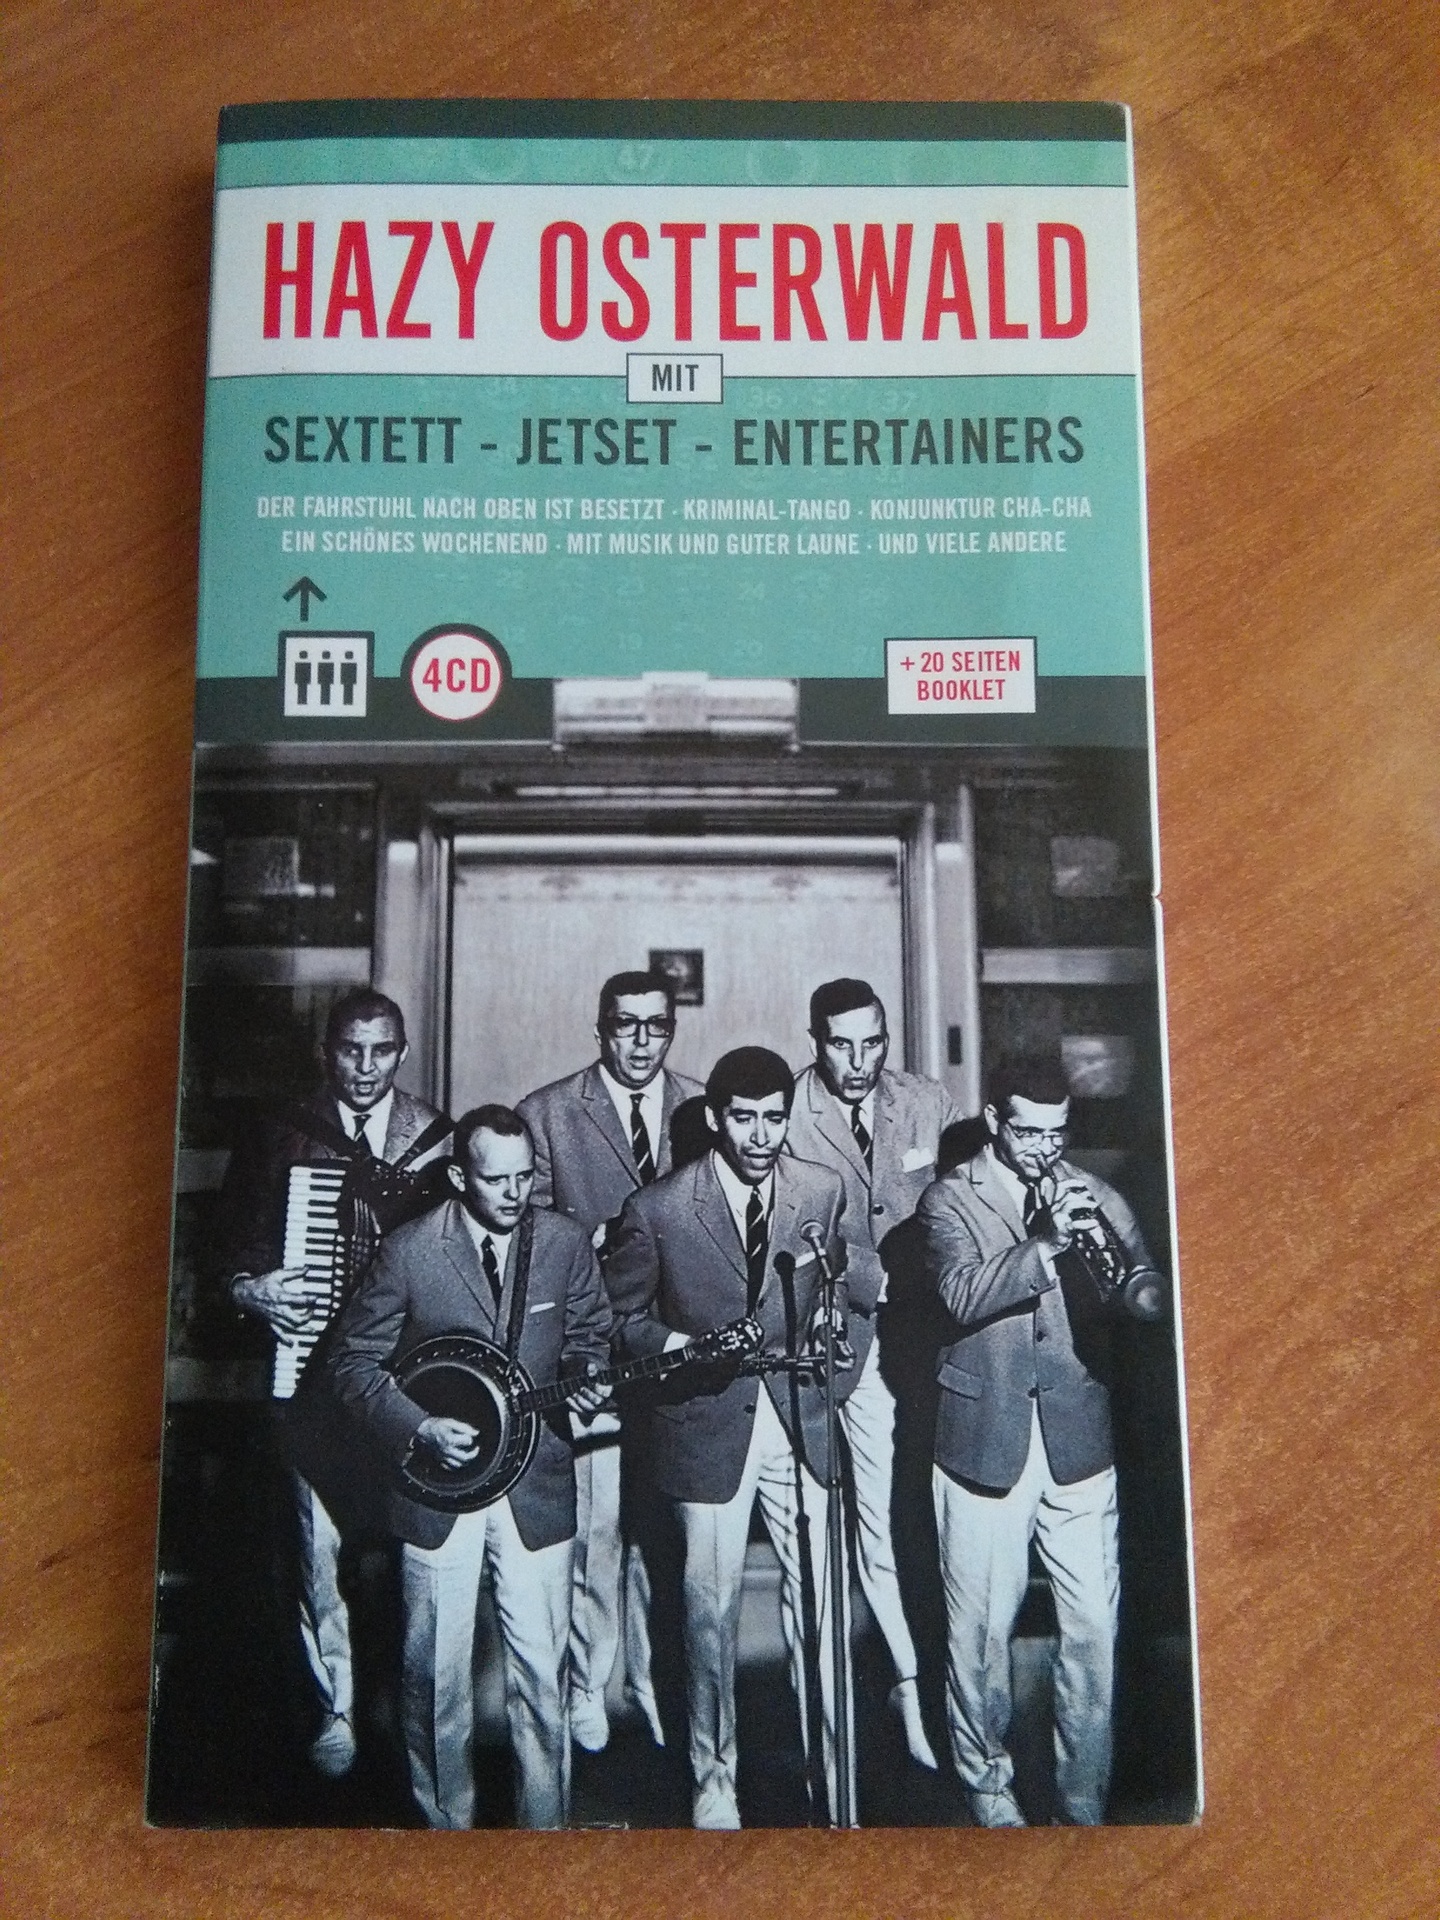 HAZY OSTERWALD
MIT
SEXTETT - JETSET - ENTERTAINERS
DER FAHRSTUHL NACH OBEN IST BESETZT · KRIMINAL-TANGO · KONJUNKTUR CHA-CHA
EIN SCHÖNES WOCHENEND · MIT MUSIK UND GUTER LAUNE · UND VIELE ANDERE
4CD
+ 20 SEITEN
BOOKLET